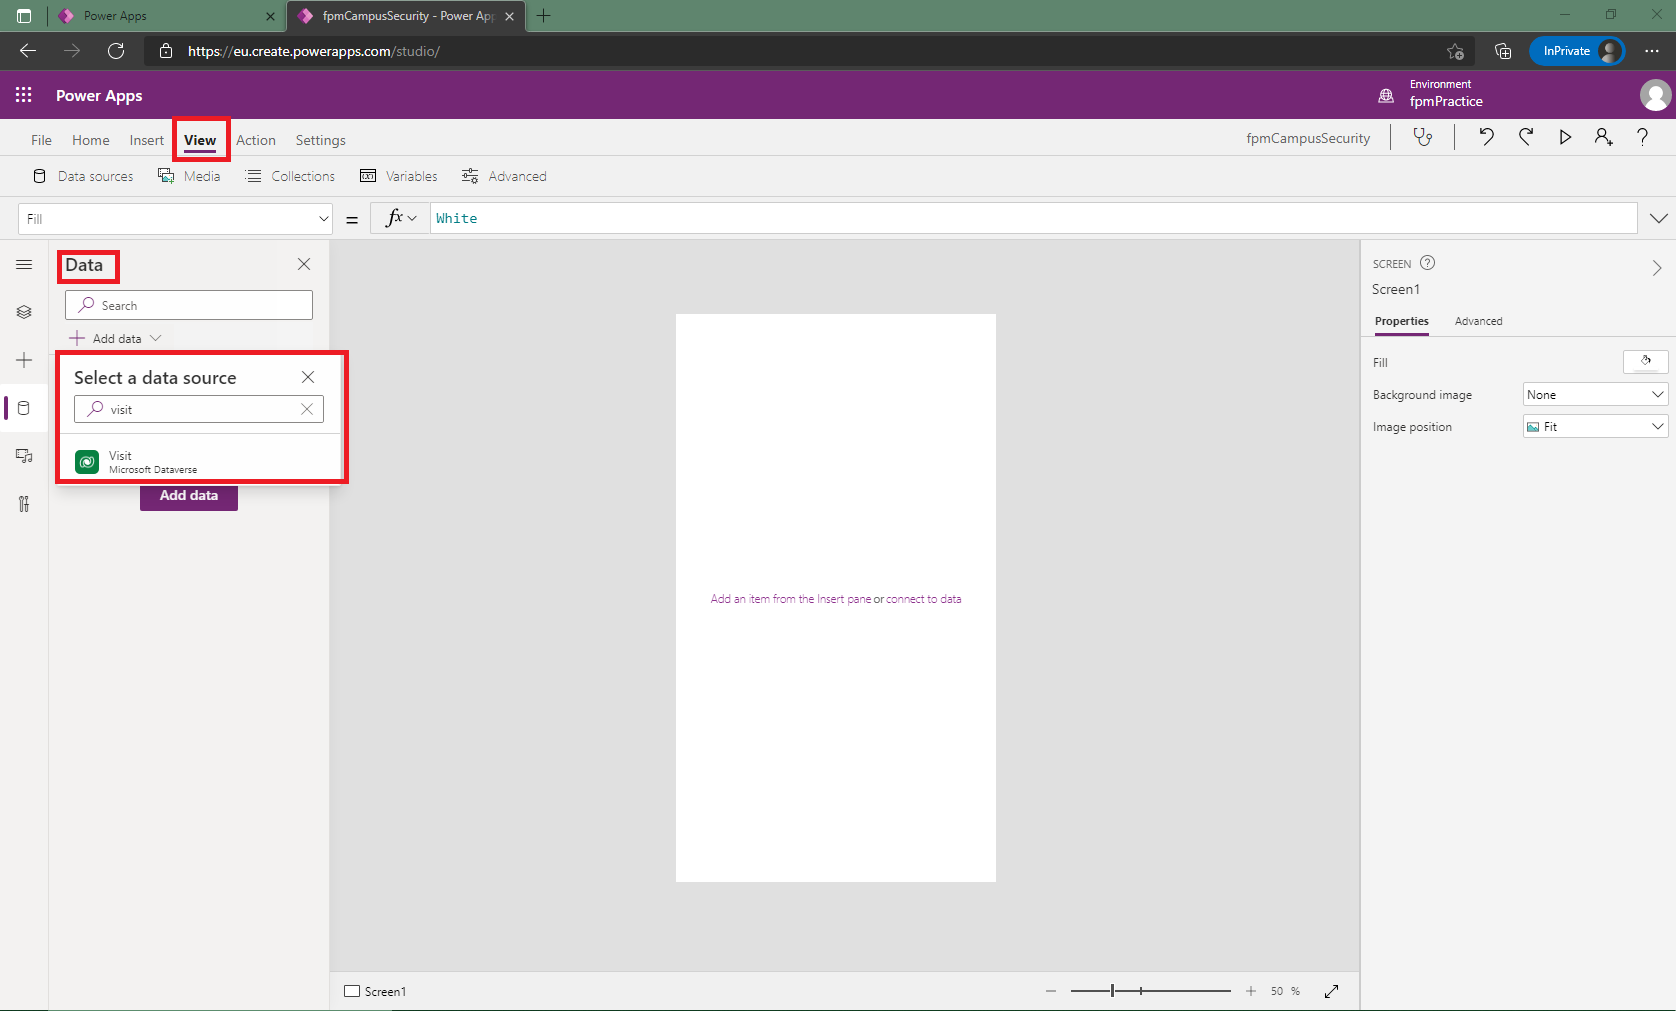 Power Apps
fpmCampusSecurity - Power Ap
https://eu.create.powerapps.com/studio/
InPrivate
Power Apps
Environment
fpmPractice
File Home Insert View Action Settings
fpmCampusSecurity
Data sources Media Collections Variables Advanced
Fill
= fx White
Data
Search
Add data
Select a data source
visit
Visit
Microsoft Dataverse
Add data
Add an item from the Insert pane or connect to data
SCREEN
Screen1
Properties Advanced
Fill
Background image None
Image position Fit
Screen1
50 %